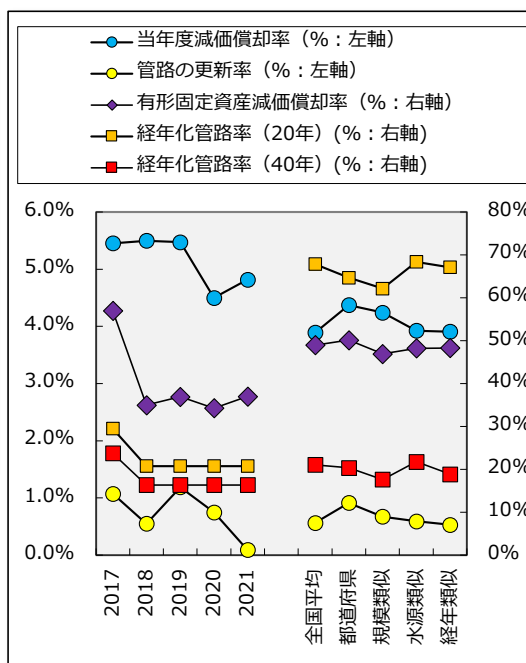 当年度減価償却率（%：左軸）
管路の更新率（%：左軸）
有形固定資産減価償却率（%：右軸）
経年化管路率（20年）(%：右軸)
経年化管路率（40年）(%：右軸)
6.0%
5.0%
4.0%
3.0%
2.0%
1.0%
0.0%
80%
70%
60%
50%
40%
30%
20%
10%
0%
2017
2018
2019
2020
2021
全国平均
都道府県
規模類似
水源類似
経年類似